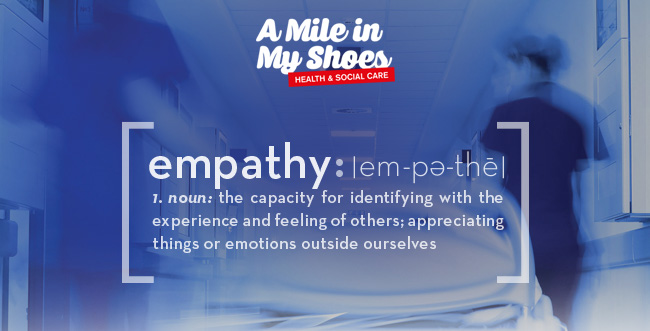 A Mile in
My Shoes
HEALTH & SOCIAL CARE
empathy: |em-pə-thē|
1. noun: the capacity for identifying with the
experience and feeling of others; appreciating
things or emotions outside ourselves